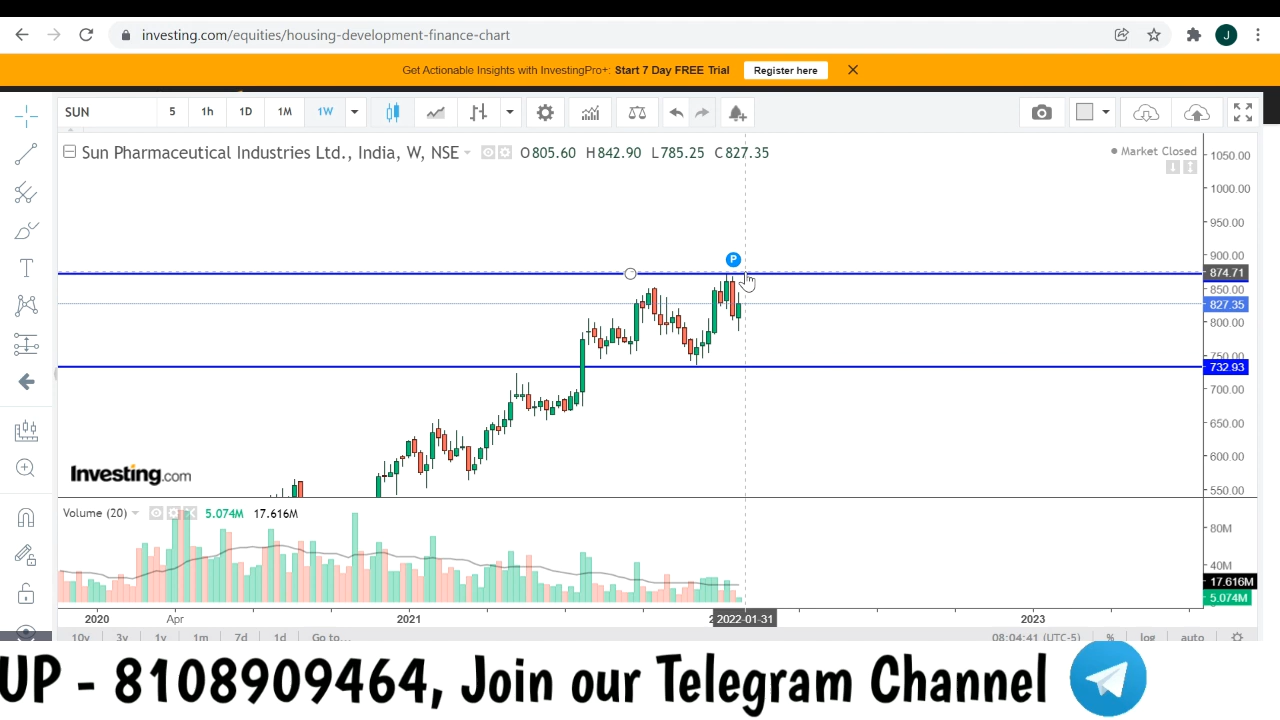 investing.com/equities/housing-development-finance-chart
J
Get Actionable Insights with InvestingPro+: Start 7 Day FREE Trial
Register here
SUN
5
1h
1D
1M
1W
Sun Pharmaceutical Industries Ltd., India, W, NSE
O805.60 H842.90 L785.25 C827.35
Market Closed
1050.00
1000.00
950.00
900.00
P
874.71
850.00
827.35
800.00
750.00
732.93
700.00
650.00
600.00
550.00
Investing.com
Volume (20)
5.074M
17.616M
80M
40M
17.616M
5.074M
2020
Apr
2021
2022-01-31
2023
10y
3y
1y
1m
7d
1d
Go to...
08:04:41 (UTC-5)
%
log
auto
UP - 8108909464, Join our Telegram Channel